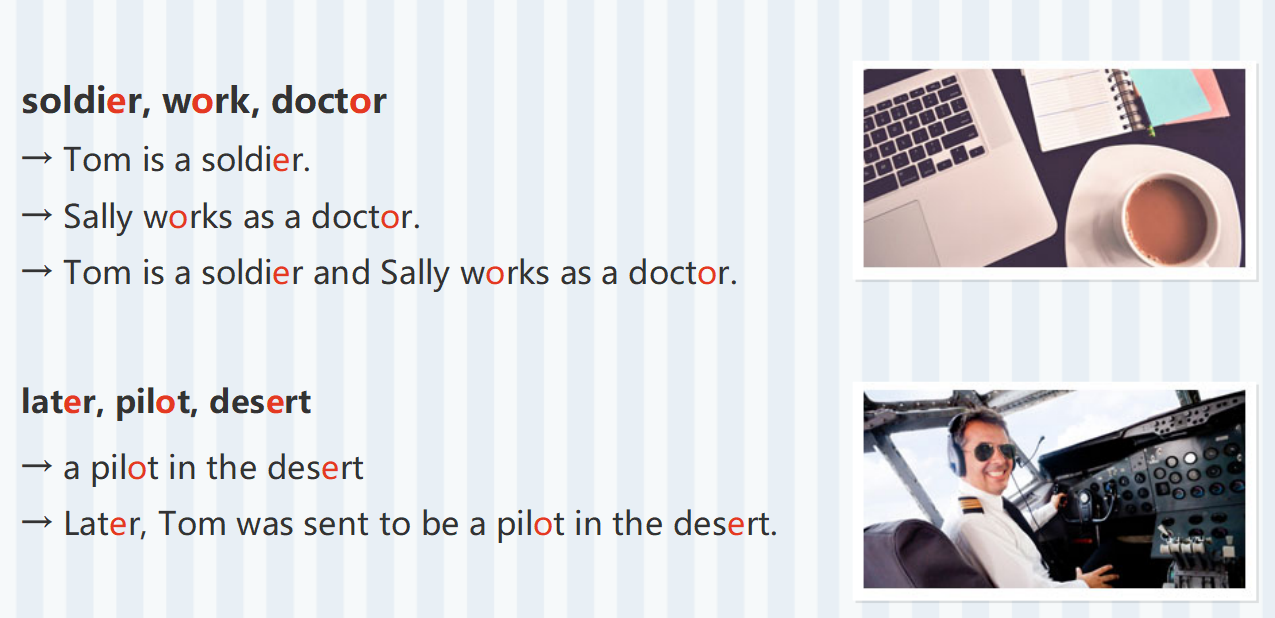 soldier, work, doctor
→ Tom is a soldier.
→ Sally works as a doctor.
→ Tom is a soldier and Sally works as a doctor.
later, pilot, desert
→ a pilot in the desert
→ Later, Tom was sent to be a pilot in the desert.